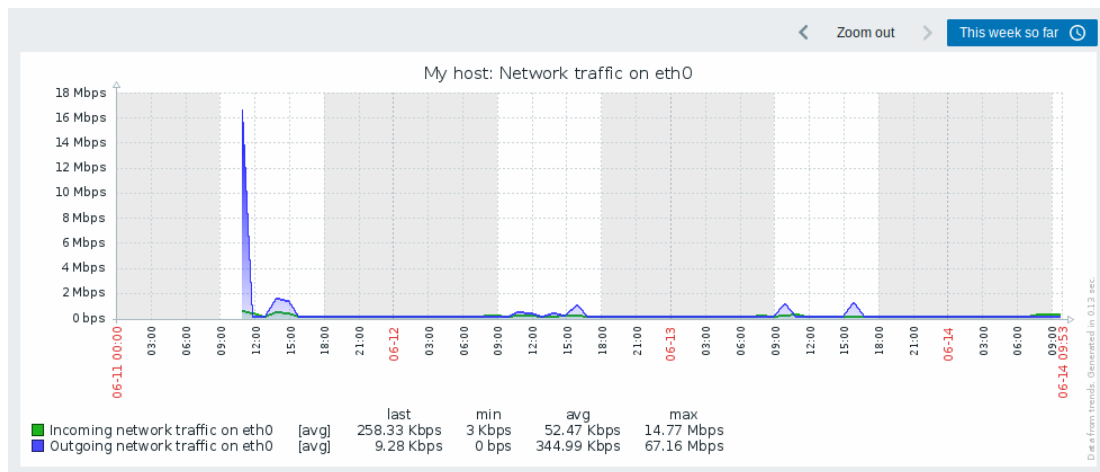 Zoom out
This week so far
My host: Network traffic on eth0
18 Mbps
16 Mbps
14 Mbps
12 Mbps
10 Mbps
8 Mbps
6 Mbps
4 Mbps
2 Mbps
0 bps
06-11 00:00
03:00
06:00
09:00
12:00
15:00
18:00
21:00
06-12
03:00
06:00
09:00
12:00
15:00
18:00
21:00
06-13
03:00
06:00
09:00
12:00
15:00
18:00
21:00
06-14
03:00
06:00
09:00
06-14 09:53
last min avg max
Incoming network traffic on eth0 [avg] 258.33 Kbps 3 Kbps 52.47 Kbps 14.77 Mbps
Outgoing network traffic on eth0 [avg] 9.28 Kbps 0 bps 344.99 Kbps 67.16 Mbps
Data from trends. Generated in 0.13 sec.